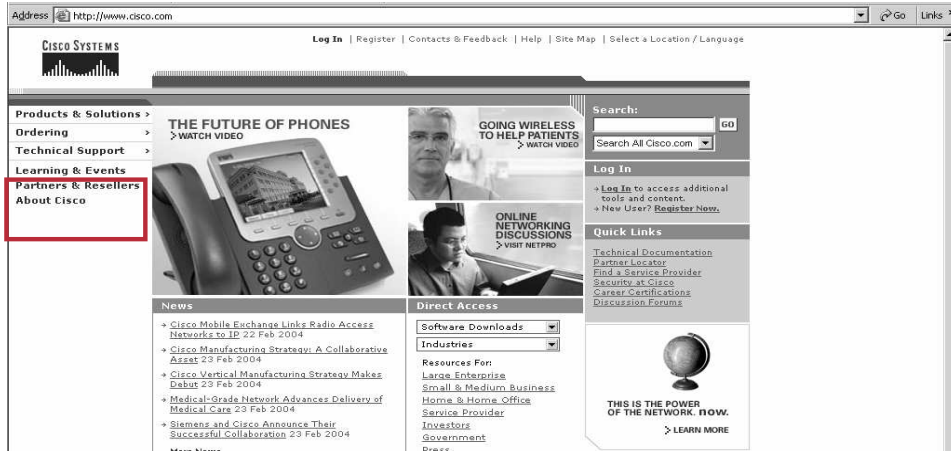 Address http://www.cisco.com Go Links
CISCO SYSTEMS
Log In | Register | Contacts & Feedback | Help | Site Map | Select a Location / Language
Products & Solutions ›
Ordering ›
Technical Support ›
Learning & Events
Partners & Resellers
About Cisco
THE FUTURE OF PHONES
> WATCH VIDEO
GOING WIRELESS
TO HELP PATIENTS
> WATCH VIDEO
ONLINE
NETWORKING
DISCUSSIONS
> VISIT NETPRO
Search:
GO
Search All Cisco.com
Log In
Log In to access additional
tools and content.
New User? Register Now.
Quick Links
Technical Documentation
Partner Locator
Find a Service Provider
Security at Cisco
Career Certifications
Discussion Forums
News
Cisco Mobile Exchange Links Radio Access
Networks to IP 22 Feb 2004
Cisco Manufacturing Strategy: A Collaborative
Asset 23 Feb 2004
Cisco Vertical Manufacturing Strategy Makes
Debut 23 Feb 2004
Medical-Grade Network Advances Delivery of
Medical Care 23 Feb 2004
Siemens and Cisco Announce Their
Successful Collaboration 23 Feb 2004
More News
Direct Access
Software Downloads
Industries
Resources For:
Large Enterprise
Small & Medium Business
Home & Home Office
Service Provider
Investors
Government
Press
THIS IS THE POWER
OF THE NETWORK. now.
> LEARN MORE